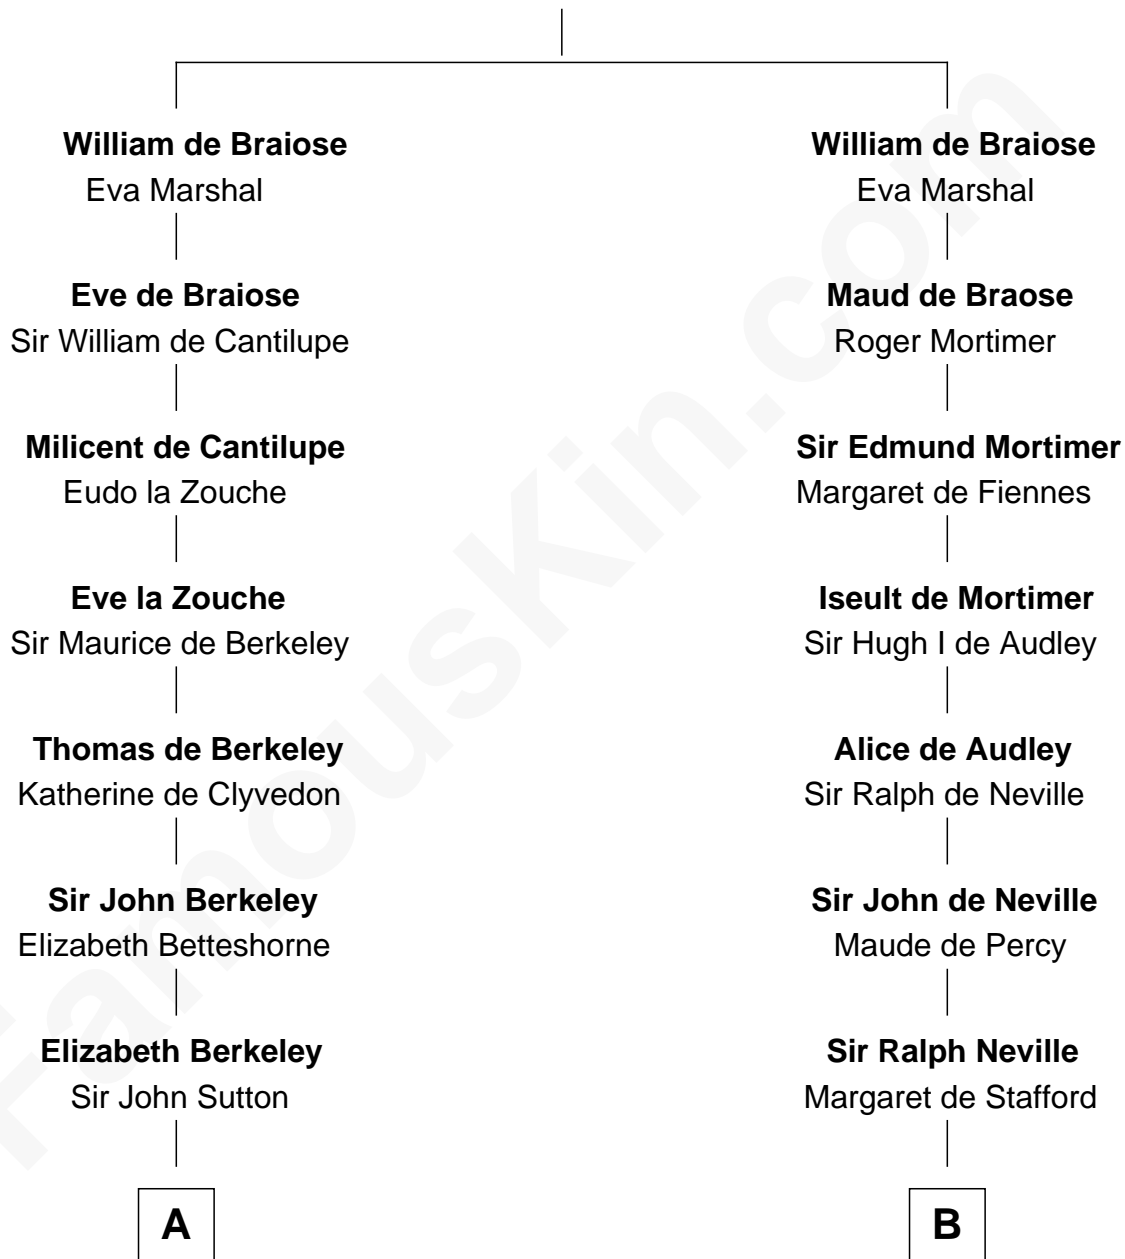 William de Braiose
Eva Marshal
Eve de Braiose
Sir William de Cantilupe
Milicent de Cantilupe
Eudo la Zouche
Eve la Zouche
Sir Maurice de Berkeley
Thomas de Berkeley
Katherine de Clyvedon
Sir John Berkeley
Elizabeth Betteshorne
Elizabeth Berkeley
Sir John Sutton
A
William de Braiose
Eva Marshal
Maud de Braose
Roger Mortimer
Sir Edmund Mortimer
Margaret de Fiennes
Iseult de Mortimer
Sir Hugh I de Audley
Alice de Audley
Sir Ralph de Neville
Sir John de Neville
Maude de Percy
Sir Ralph Neville
Margaret de Stafford
B
FamousKin.com